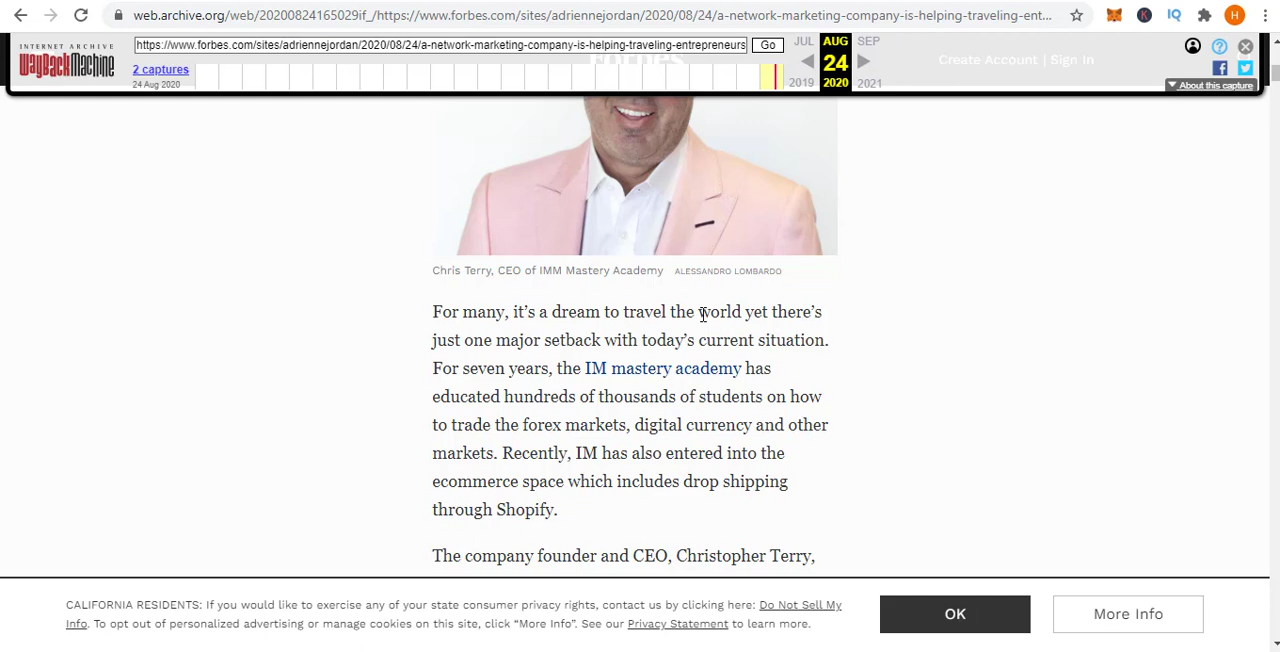 web.archive.org/web/20200824165029if_/https://www.forbes.com/sites/adriennejordan/2020/08/24/a-network-marketing-company-is-helping-traveling-ent...
IQ
K
H
INTERNET ARCHIVE
WayBackMachine
https://www.forbes.com/sites/adriennejordan/2020/08/24/a-network-marketing-company-is-helping-traveling-entrepreneurs
Go
JUL AUG SEP
2 captures
24
24 Aug 2020
2019 2020 2021
About this capture
Forbes
Create Account | Sign In
Chris Terry, CEO of IMM Mastery Academy ALESSANDRO LOMBARDO
For many, it's a dream to travel the world yet there's
just one major setback with today's current situation.
For seven years, the IM mastery academy has
educated hundreds of thousands of students on how
to trade the forex markets, digital currency and other
markets. Recently, IM has also entered into the
ecommerce space which includes drop shipping
through Shopify.
The company founder and CEO, Christopher Terry,
CALIFORNIA RESIDENTS: If you would like to exercise any of your state consumer privacy rights, contact us by clicking here: Do Not Sell My
Info. To opt out of personalized advertising or manage cookies on this site, click "More Info". See our Privacy Statement to learn more.
OK
More Info